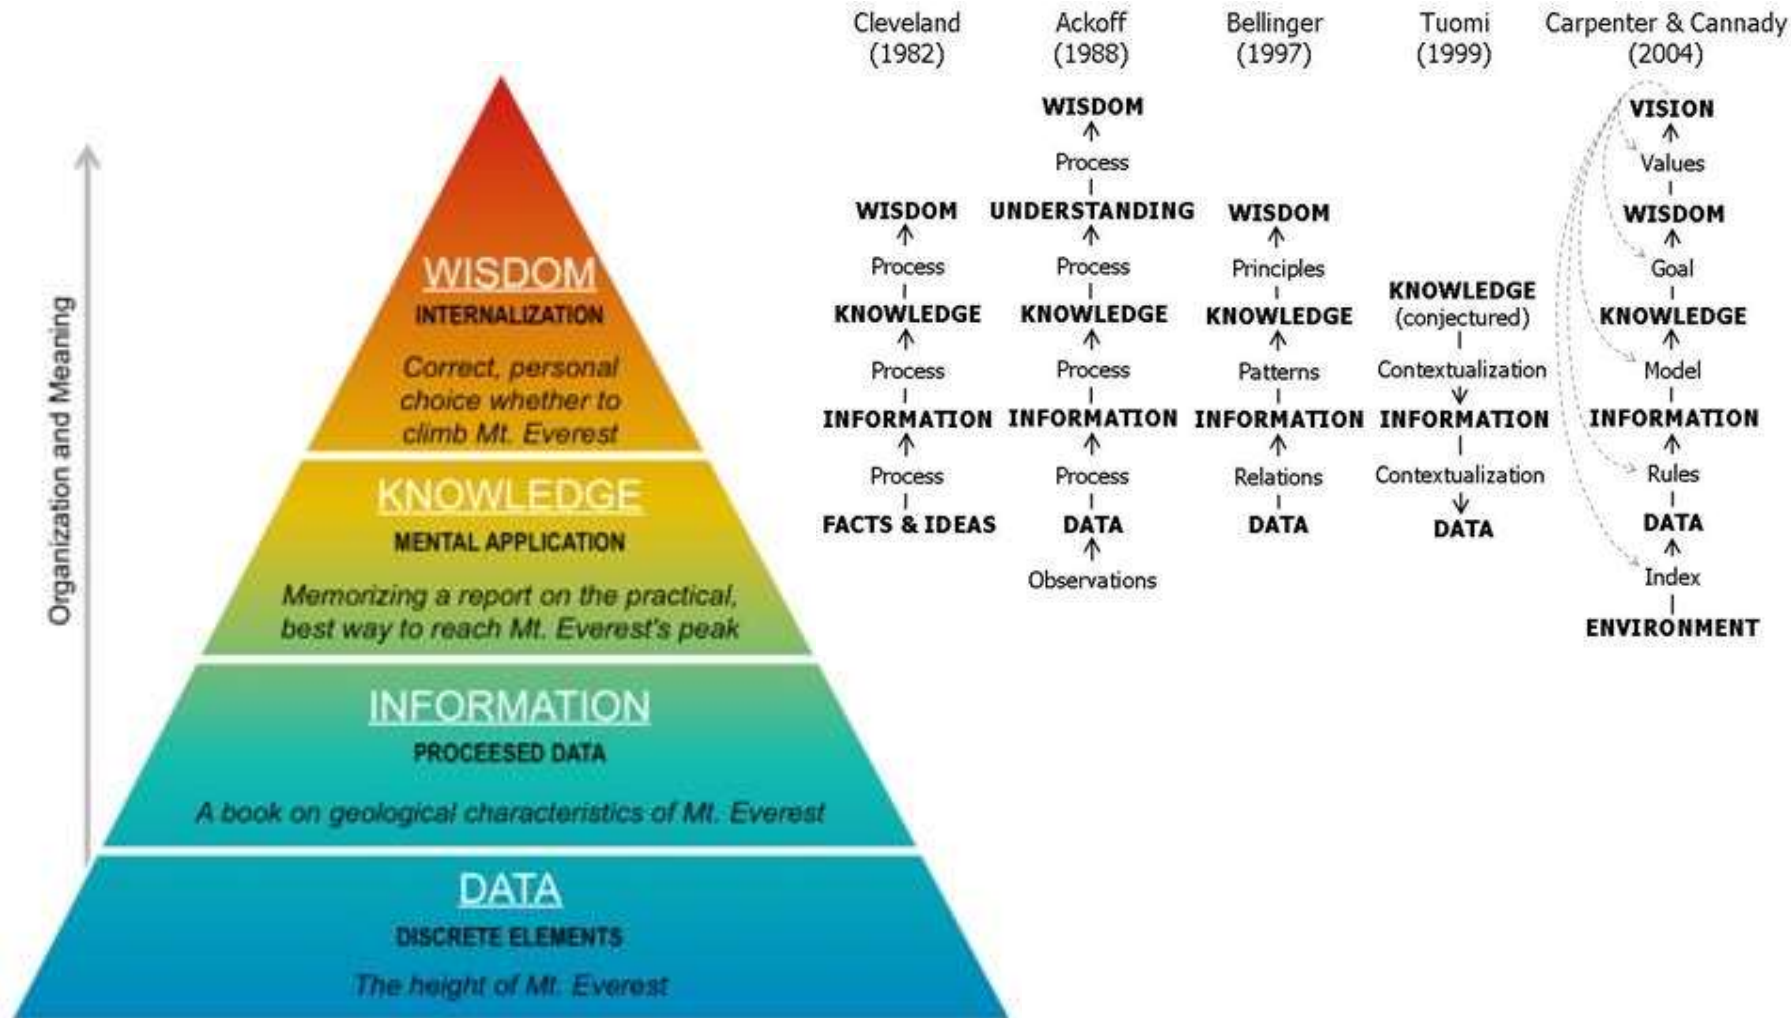 Organization and Meaning
WISDOM
INTERNALIZATION
Correct, personal
choice whether to
climb Mt. Everest
KNOWLEDGE
MENTAL APPLICATION
Memorizing a report on the practical,
best way to reach Mt. Everest's peak
INFORMATION
PROCEESED DATA
A book on geological characteristics of Mt. Everest
DATA
DISCRETE ELEMENTS
The height of Mt. Everest
Cleveland
(1982)
WISDOM
Process
KNOWLEDGE
Process
INFORMATION
Process
FACTS & IDEAS
Ackoff
(1988)
WISDOM
Process
UNDERSTANDING
Process
KNOWLEDGE
Process
INFORMATION
Process
DATA
Observations
Bellinger
(1997)
WISDOM
Principles
KNOWLEDGE
Patterns
INFORMATION
Relations
DATA
Tuomi
(1999)
KNOWLEDGE
(conjectured)
Contextualization
INFORMATION
Contextualization
DATA
Carpenter & Cannady
(2004)
VISION
Values
WISDOM
Goal
KNOWLEDGE
Model
INFORMATION
Rules
DATA
Index
ENVIRONMENT